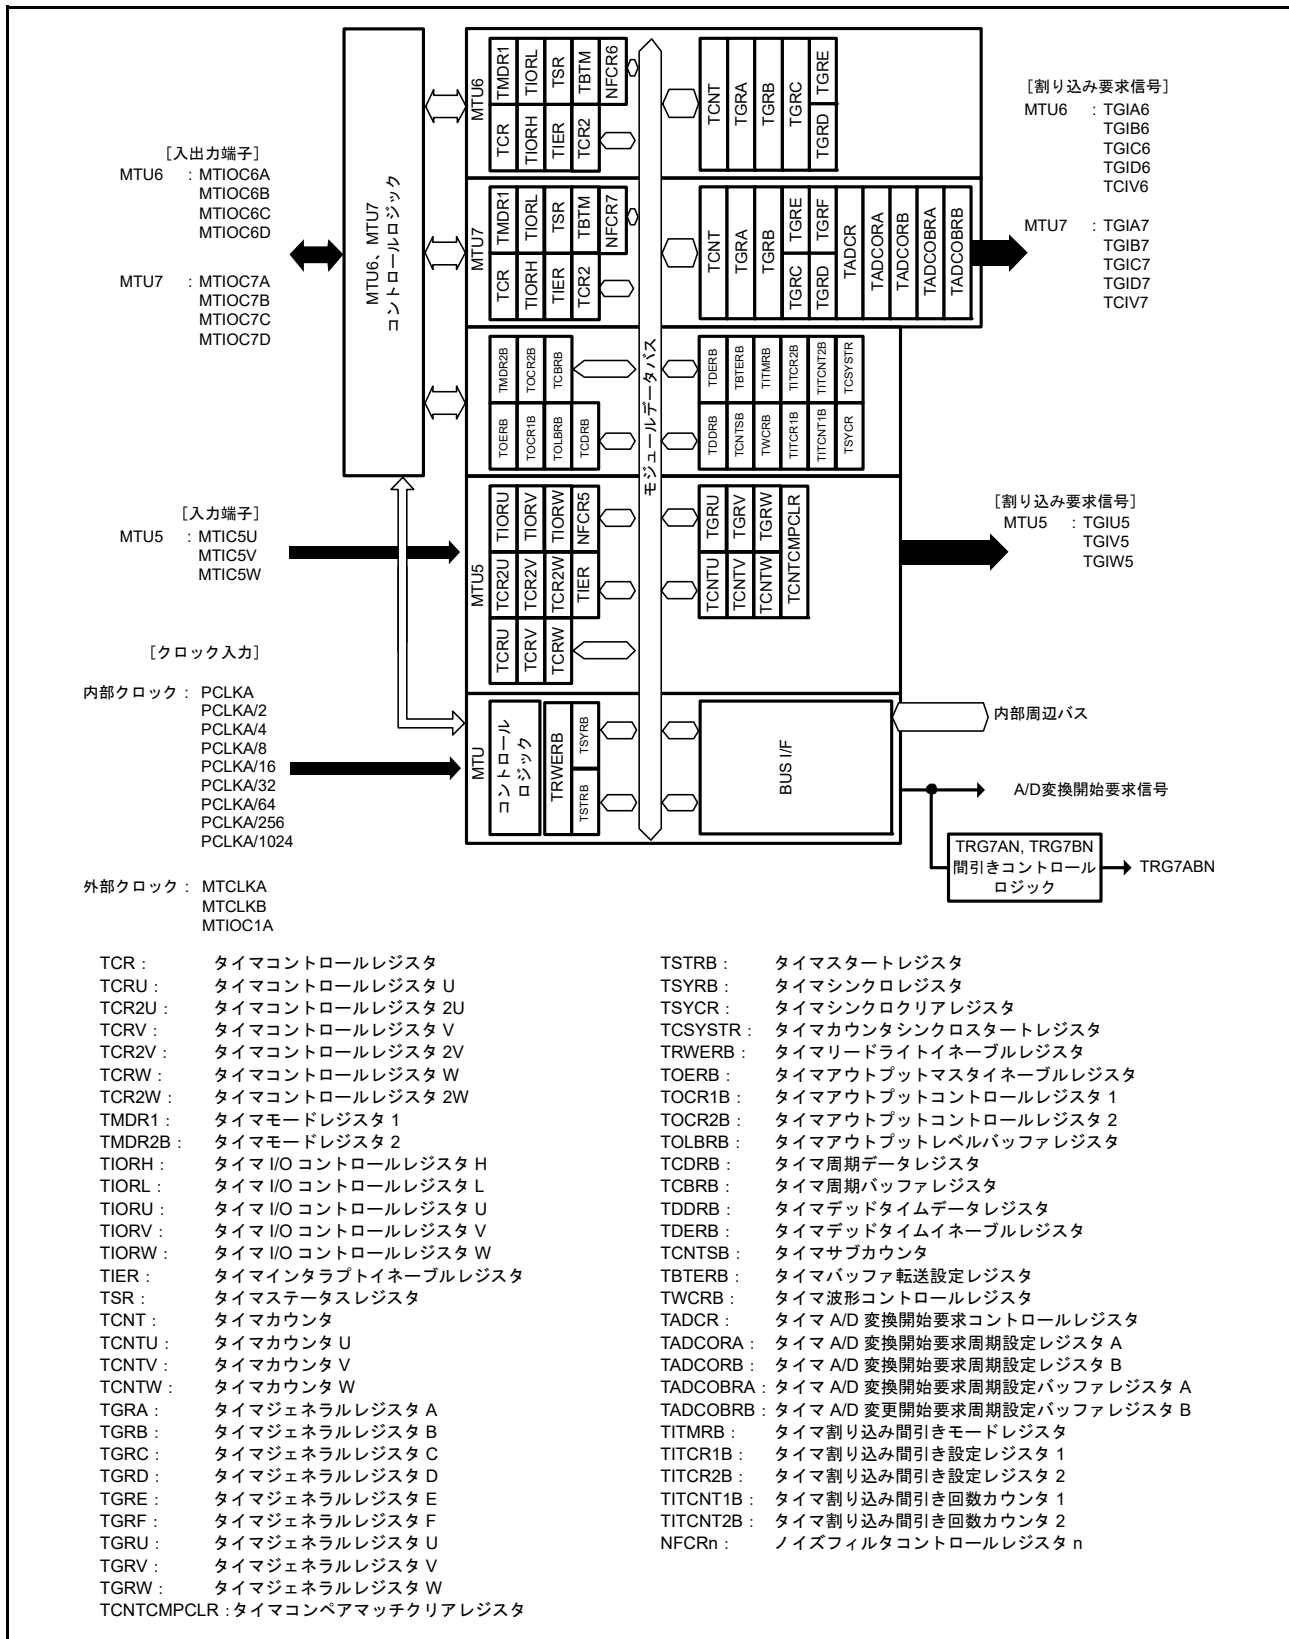 [入出力端子]
MTU6 : MTIOC6A
MTIOC6B
MTIOC6C
MTIOC6D
MTU7 : MTIOC7A
MTIOC7B
MTIOC7C
MTIOC7D
[入力端子]
MTU5 : MTIC5U
MTIC5V
MTIC5W
[クロック入力]
内部クロック : PCLKA
PCLKA/2
PCLKA/4
PCLKA/8
PCLKA/16
PCLKA/32
PCLKA/64
PCLKA/256
PCLKA/1024
外部クロック : MTCLKA
MTCLKB
MTIOC1A
MTU6、MTU7
コントロールロジック
MTU6
TMDR1
TIORL
TSR
TBTM
NFCR6
TCR
TIORH
TIER
TCR2
TCNT
TGRA
TGRB
TGRC
TGRE
TGRD
MTU7
TMDR1
TIORL
TSR
TBTM
NFCR7
TCR
TIORH
TIER
TCR2
TCNT
TGRA
TGRB
TGRE
TGRF
TGRC
TGRD
TADCR
TADCORA
TADCORB
TADCOBRA
TADCOBRB
TMDR2B
TOCR2B
TCBRB
TOERB
TOCR1B
TOLBRB
TCDRB
TDERB
TBTERB
TITMRB
TITCR2B
TITCNT2B
TCSYSTR
TDDRB
TCNTSB
TWCRB
TITCR1B
TITCNT1B
TSYCR
モジュールデータバス
MTU5
TIORU
TIORV
TIORW
NFCR5
TCR2U
TCR2V
TCR2W
TIER
TCRU
TCRV
TCRW
TGRU
TGRV
TGRW
TCNTCMPCLR
TCNTU
TCNTV
TCNTW
MTU
コントロール
ロジック
TRWERB
TSYRB
TSTRB
BUS I/F
[割り込み要求信号]
MTU6 : TGIA6
TGIB6
TGIC6
TGID6
TCIV6
MTU7 : TGIA7
TGIB7
TGIC7
TGID7
TCIV7
[割り込み要求信号]
MTU5 : TGIU5
TGIV5
TGIW5
内部周辺バス
A/D変換開始要求信号
TRG7AN, TRG7BN
間引きコントロール
ロジック
TRG7ABN
TCR : タイマコントロールレジスタ
TCRU : タイマコントロールレジスタ U
TCR2U : タイマコントロールレジスタ 2U
TCRV : タイマコントロールレジスタ V
TCR2V : タイマコントロールレジスタ 2V
TCRW : タイマコントロールレジスタ W
TCR2W : タイマコントロールレジスタ 2W
TMDR1 : タイマモードレジスタ 1
TMDR2B : タイマモードレジスタ 2
TIORH : タイマ I/O コントロールレジスタ H
TIORL : タイマ I/O コントロールレジスタ L
TIORU : タイマ I/O コントロールレジスタ U
TIORV : タイマ I/O コントロールレジスタ V
TIORW : タイマ I/O コントロールレジスタ W
TIER : タイマインタラプトイネーブルレジスタ
TSR : タイマステータスレジスタ
TCNT : タイマカウンタ
TCNTU : タイマカウンタ U
TCNTV : タイマカウンタ V
TCNTW : タイマカウンタ W
TGRA : タイマジェネラルレジスタ A
TGRB : タイマジェネラルレジスタ B
TGRC : タイマジェネラルレジスタ C
TGRD : タイマジェネラルレジスタ D
TGRE : タイマジェネラルレジスタ E
TGRF : タイマジェネラルレジスタ F
TGRU : タイマジェネラルレジスタ U
TGRV : タイマジェネラルレジスタ V
TGRW : タイマジェネラルレジスタ W
TCNTCMPCLR : タイマコンペアマッチクリアレジスタ
TSTRB : タイマスタートレジスタ
TSYRB : タイマシンクロレジスタ
TSYCR : タイマシンクロクリアレジスタ
TCSYSTR : タイマカウンタシンクロスタートレジスタ
TRWERB : タイマリードライトイネーブルレジスタ
TOERB : タイマアウトプットマスタイネーブルレジスタ
TOCR1B : タイマアウトプットコントロールレジスタ 1
TOCR2B : タイマアウトプットコントロールレジスタ 2
TOLBRB : タイマアウトプットレベルバッファレジスタ
TCDRB : タイマ周期データレジスタ
TCBRB : タイマ周期バッファレジスタ
TDDRB : タイマデッドタイムデータレジスタ
TDERB : タイマデッドタイムイネーブルレジスタ
TCNTSB : タイマサブカウンタ
TBTERB : タイマバッファ転送設定レジスタ
TWCRB : タイマ波形コントロールレジスタ
TADCR : タイマ A/D 変換開始要求コントロールレジスタ
TADCORA : タイマ A/D 変換開始要求周期設定レジスタ A
TADCORB : タイマ A/D 変換開始要求周期設定レジスタ B
TADCOBRA : タイマ A/D 変換開始要求周期設定バッファレジスタ A
TADCOBRB : タイマ A/D 変更開始要求周期設定バッファレジスタ B
TITMRB : タイマ割り込み間引きモードレジスタ
TITCR1B : タイマ割り込み間引き設定レジスタ 1
TITCR2B : タイマ割り込み間引き設定レジスタ 2
TITCNT1B : タイマ割り込み間引き回数カウンタ 1
TITCNT2B : タイマ割り込み間引き回数カウンタ 2
NFCRn : ノイズフィルタコントロールレジスタ n